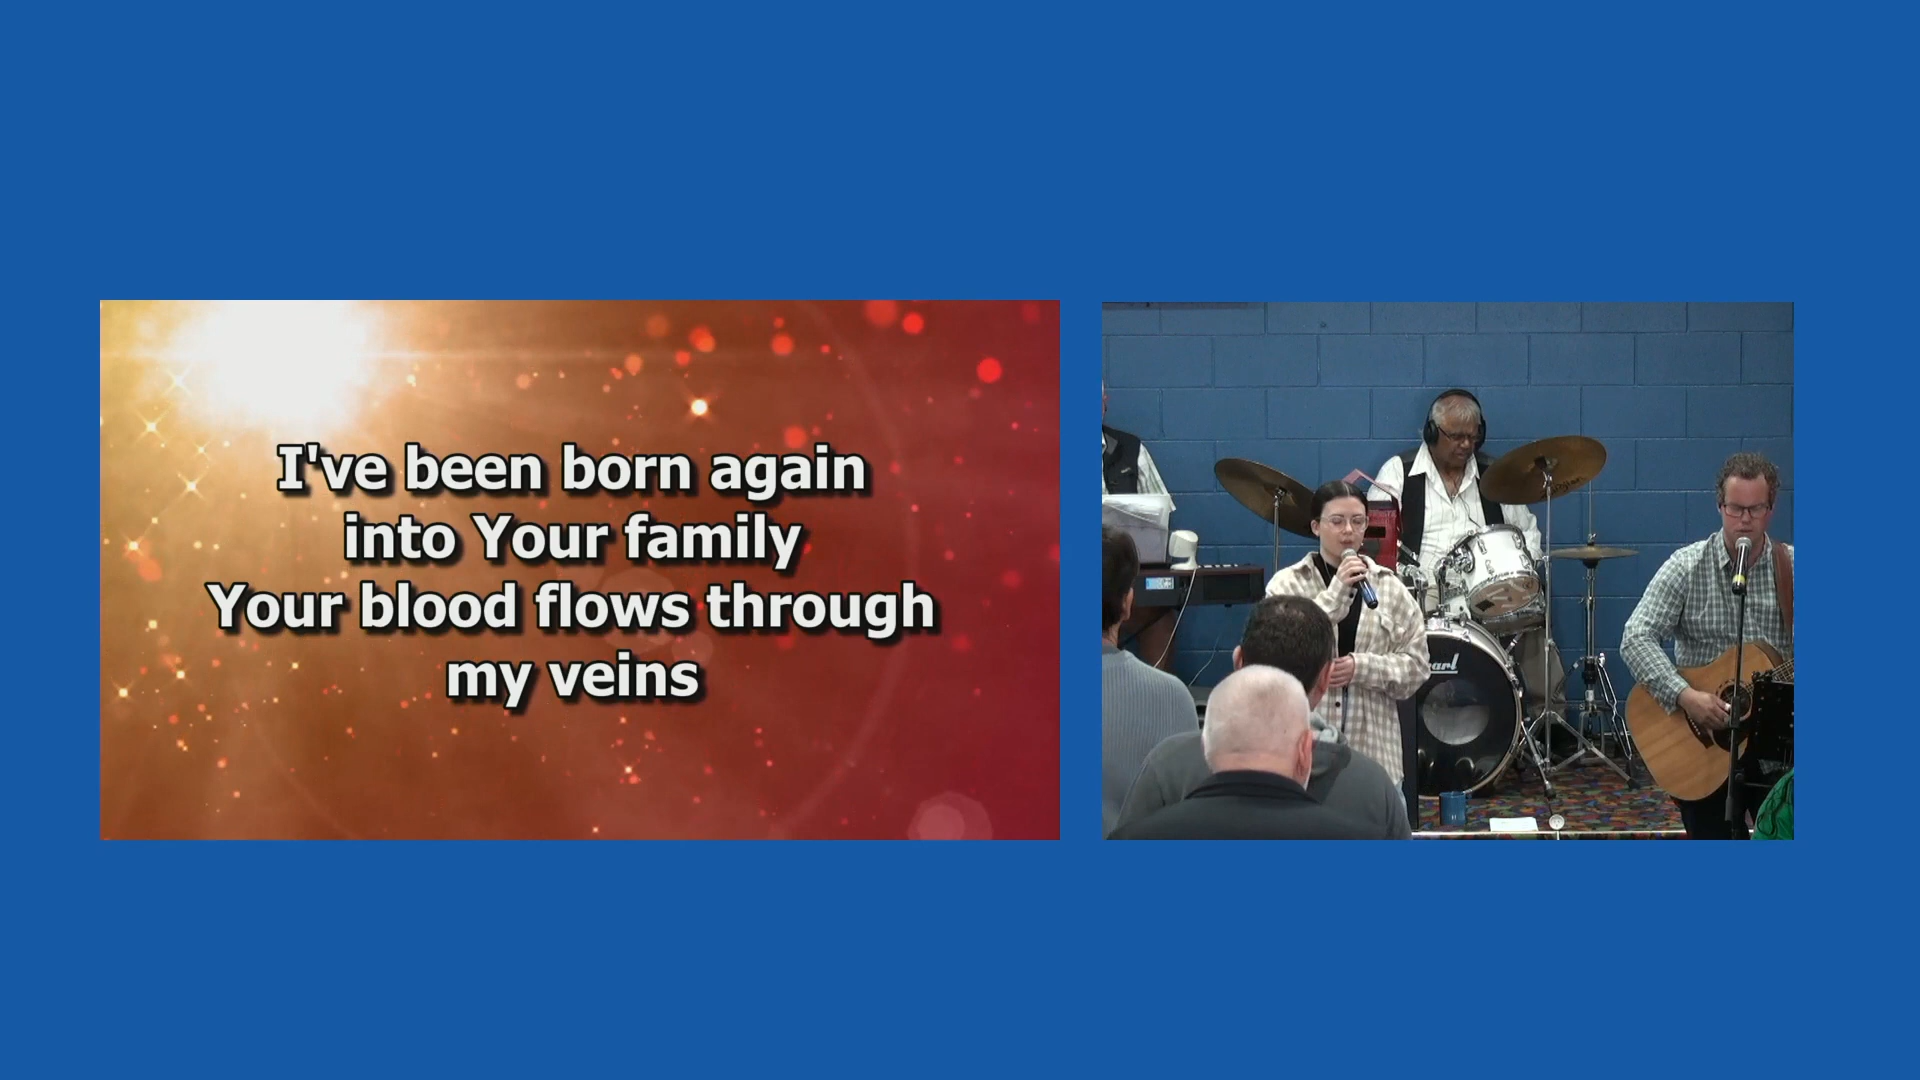 I've been born again
into Your family
Your blood flows through
my veins